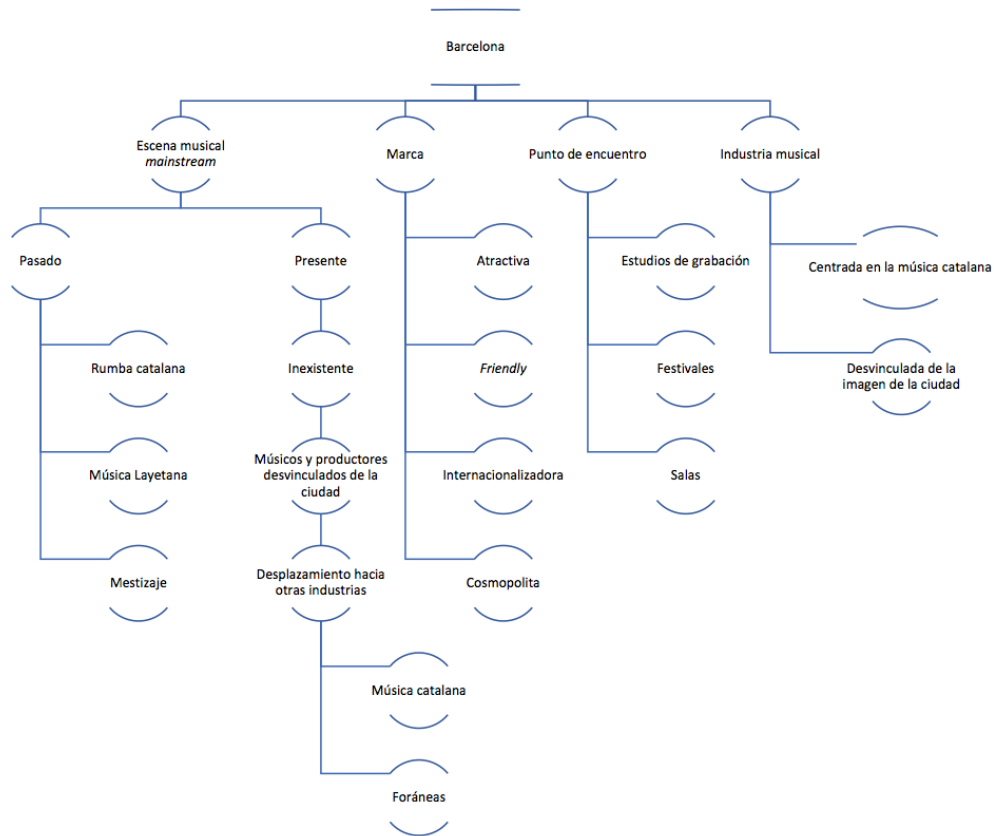 Barcelona
Escena musical
mainstream
Marca
Punto de encuentro
Industria musical
Pasado
Presente
Atractiva
Estudios de grabación
Centrada en la música catalana
Rumba catalana
Inexistente
Friendly
Festivales
Desvinculada de la
imagen de la ciudad
Música Layetana
Músicos y productores
desvinculados de la
ciudad
Internacionalizadora
Salas
Mestizaje
Desplazamiento hacia
otras industrias
Cosmopolita
Música catalana
Foráneas